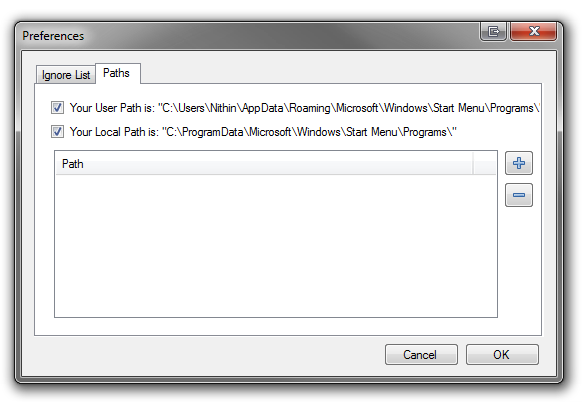 Preferences
Ignore List
Paths
Your User Path is: "C:\Users\Nithin\AppData\Roaming\Microsoft\Windows\Start Menu\Programs\"
Your Local Path is: "C:\ProgramData\Microsoft\Windows\Start Menu\Programs\"
Path
Cancel
OK